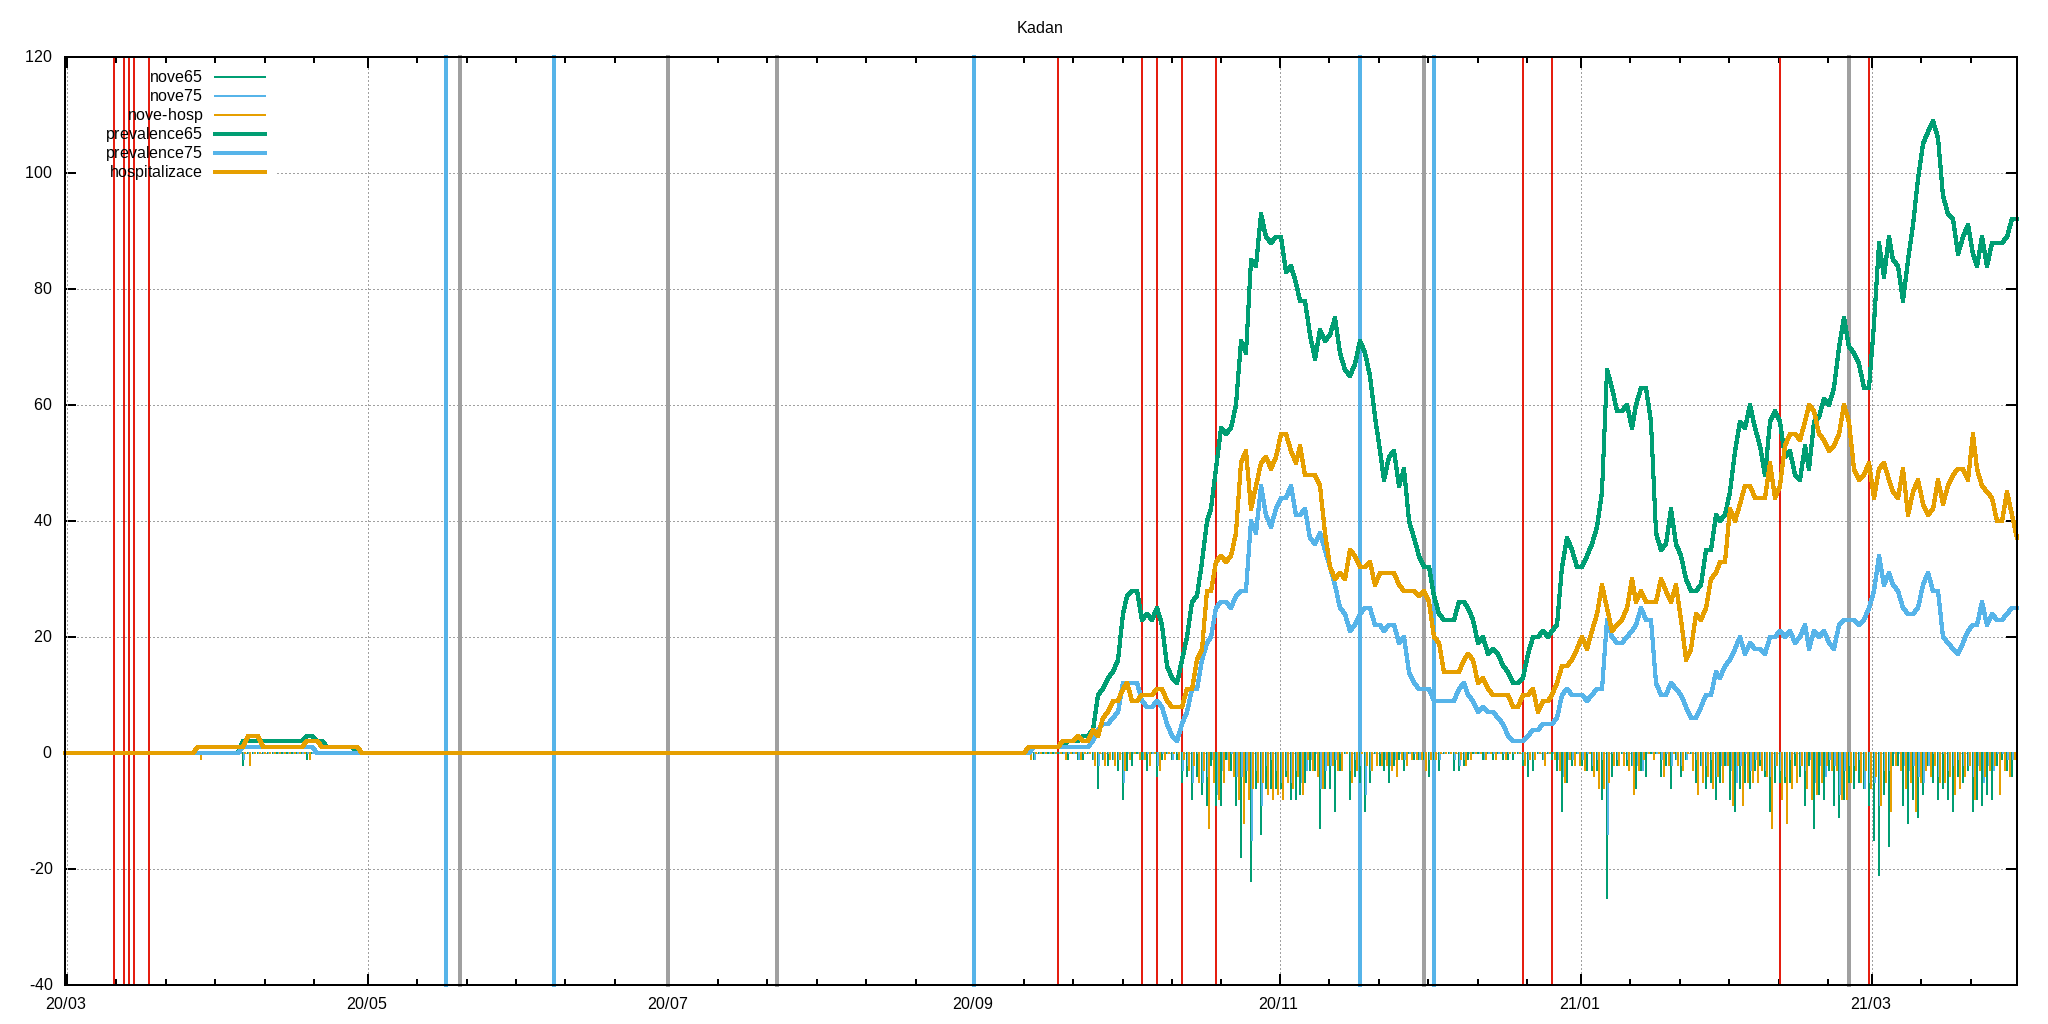 Kadan
120
100
80
60
40
20
0
-20
-40
nove65
nove75
nove-hosp
prevalence65
prevalence75
hospitalizace
20/03 20/05 20/07 20/09 20/11 21/01 21/03